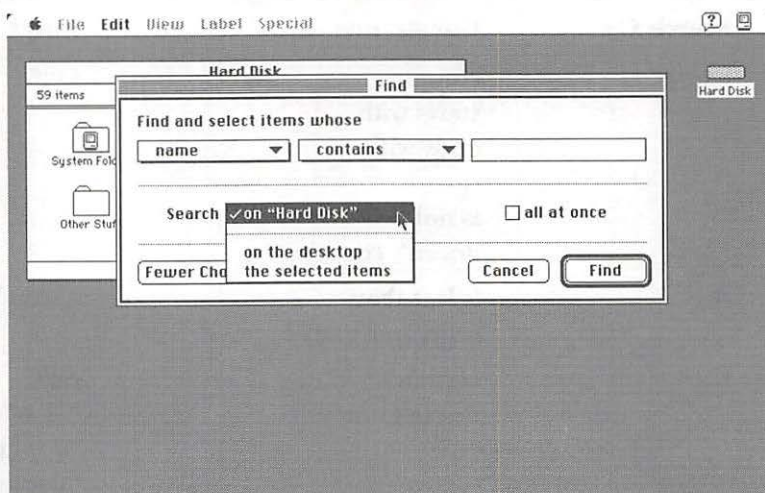 File Edit View Label Special
Hard Disk
Find
Hard Disk
59 items
Find and select items whose
System Fold
name
contains
Other Stuf
Search
✓on “Hard Disk”
all at once
on the desktop
the selected items
Fewer Cho
Cancel
Find